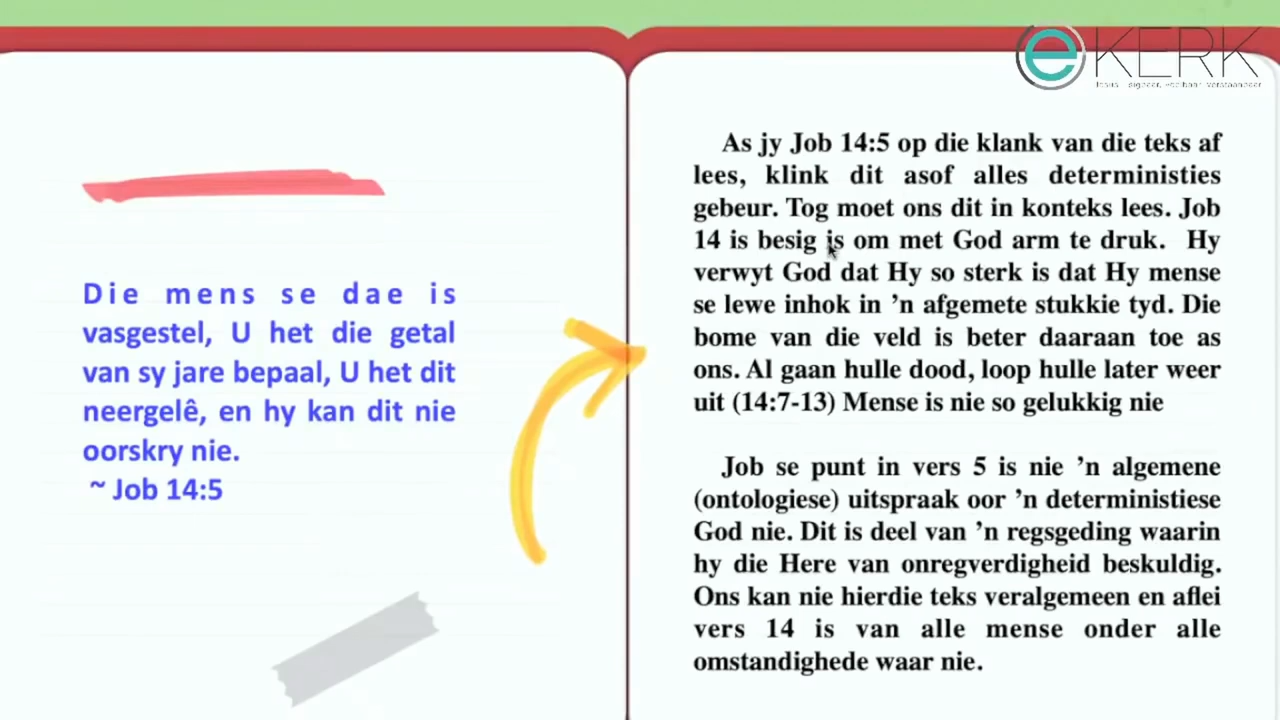 Die mens se dae is
vasgestel, U het die getal
van sy jare bepaal, U het dit
neergelê, en hy kan dit nie
oorskry nie.
~ Job 14:5
eKERK
As jy Job 14:5 op die klank van die teks af
lees, klink dit asof alles deterministies
gebeur. Tog moet ons dit in konteks lees. Job
14 is besig is om met God arm te druk. Hy
verwyt God dat Hy so sterk is dat Hy mense
se lewe inhok in ’n afgemete stukkie tyd. Die
bome van die veld is beter daaraan toe as
ons. Al gaan hulle dood, loop hulle later weer
uit (14:7-13) Mense is nie so gelukkig nie
Job se punt in vers 5 is nie ’n algemene
(ontologiese) uitspraak oor ’n deterministiese
God nie. Dit is deel van ’n regsgeding waarin
hy die Here van onregverdigheid beskuldig.
Ons kan nie hierdie teks veralgemeen en aflei
vers 14 is van alle mense onder alle
omstandighede waar nie.